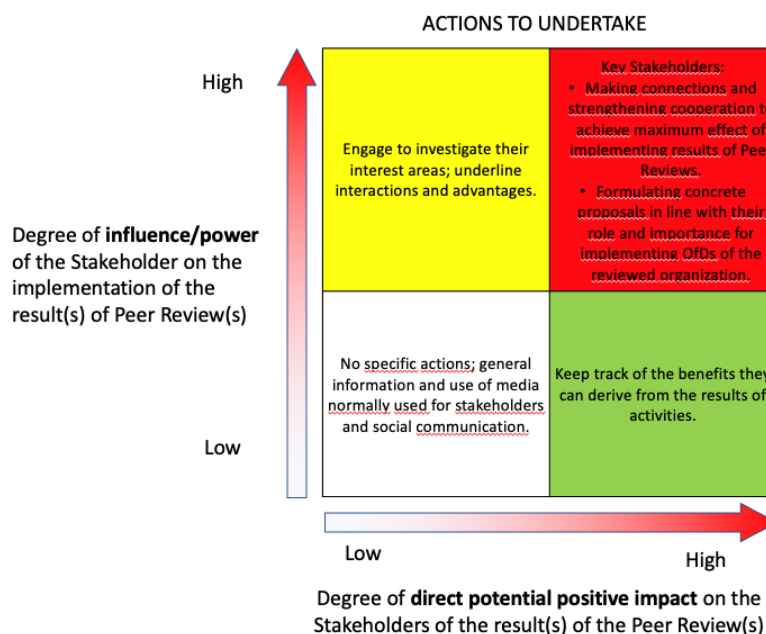 ACTIONS TO UNDERTAKE
High
Engage to investigate their
interest areas; underline
interactions and advantages.
Key Stakeholders:
• Making connections and
strengthening cooperation t
achieve maximum effect of
implementing results of Pee
Reviews.
• Formulating concrete
proposals in line with their
role and importance for
implementing OfDs of the
reviewed organization.
Degree of influence/power
of the Stakeholder on the
implementation of the
result(s) of Peer Review(s)
No specific actions; general
information and use of media
normally used for stakeholders
and social communication.
Keep track of the benefits they
can derive from the results of
activities.
Low
Low
High
Degree of direct potential positive impact on the
Stakeholders of the result(s) of the Peer Review(s)